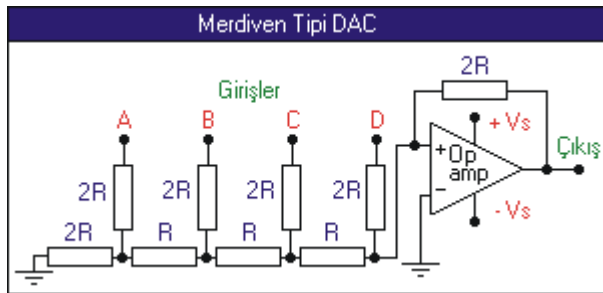 Merdiven Tipi DAC
2R
Girişler
A B C D
+ Vs
+ Op
amp
−
Çıkış
2R 2R 2R 2R
- Vs
2R R R R